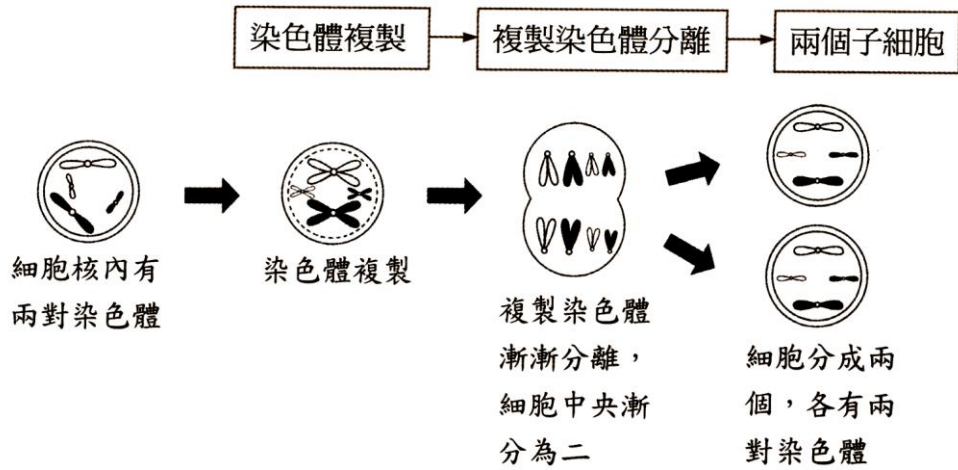 染色體複製
複製染色體分離
兩個子細胞
細胞核內有
兩對染色體
染色體複製
複製染色體
漸漸分離，
細胞中央漸
分為二
細胞分成兩
個，各有兩
對染色體